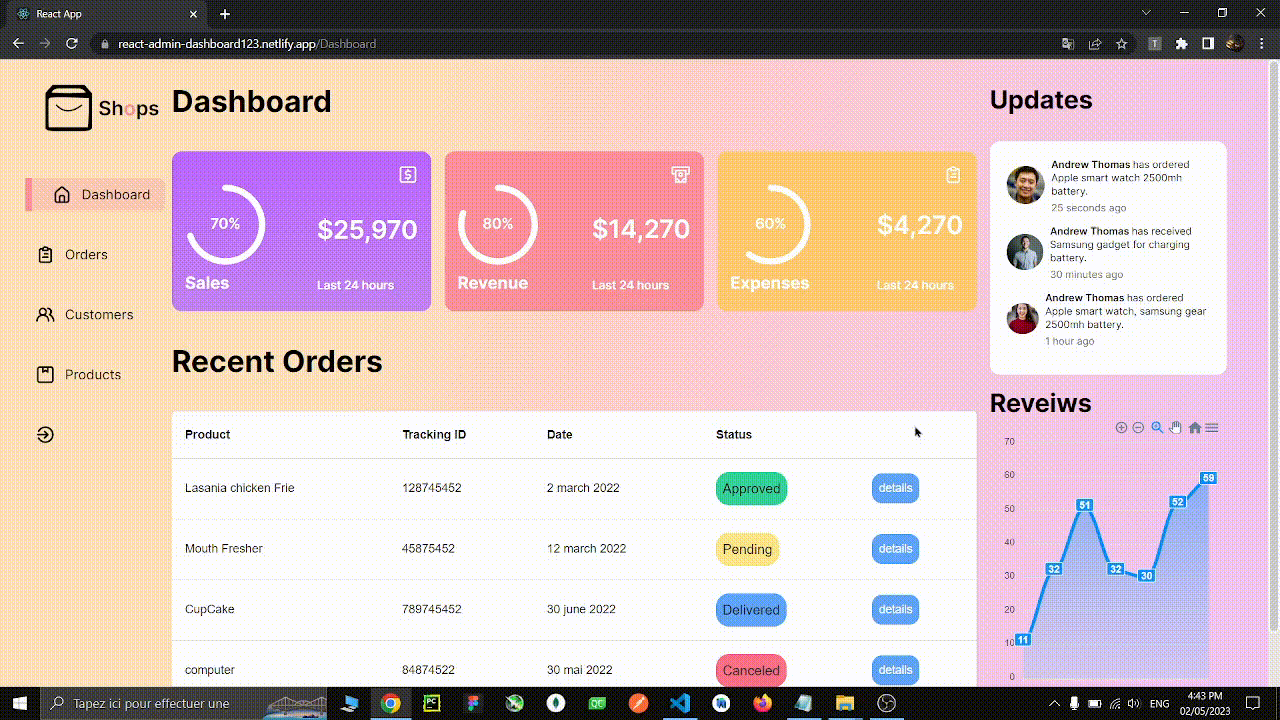 React App
react-admin-dashboard123.netlify.app/Dashboard
T
Shops
Dashboard
Orders
Customers
Products
Dashboard
70%
$25,970
Sales
Last 24 hours
80%
$14,270
Revenue
Last 24 hours
60%
$4,270
Expenses
Last 24 hours
Recent Orders
Product Tracking ID Date Status
Lasania chicken Frie 128745452 2 march 2022 Approved details
Mouth Fresher 45875452 12 march 2022 Pending details
CupCake 789745452 30 june 2022 Delivered details
computer 84874522 30 mai 2022 Canceled details
Updates
Andrew Thomas has ordered
Apple smart watch 2500mh
battery.
25 seconds ago
Andrew Thomas has received
Samsung gadget for charging
battery.
30 minutes ago
Andrew Thomas has ordered
Apple smart watch, samsung gear
2500mh battery.
1 hour ago
Reveiws
70
60
50
40
30
20
10
0
11
32
51
32
30
52
59
Tapez ici pour effectuer une
PC
QE
ENG
4:43 PM
02/05/2023